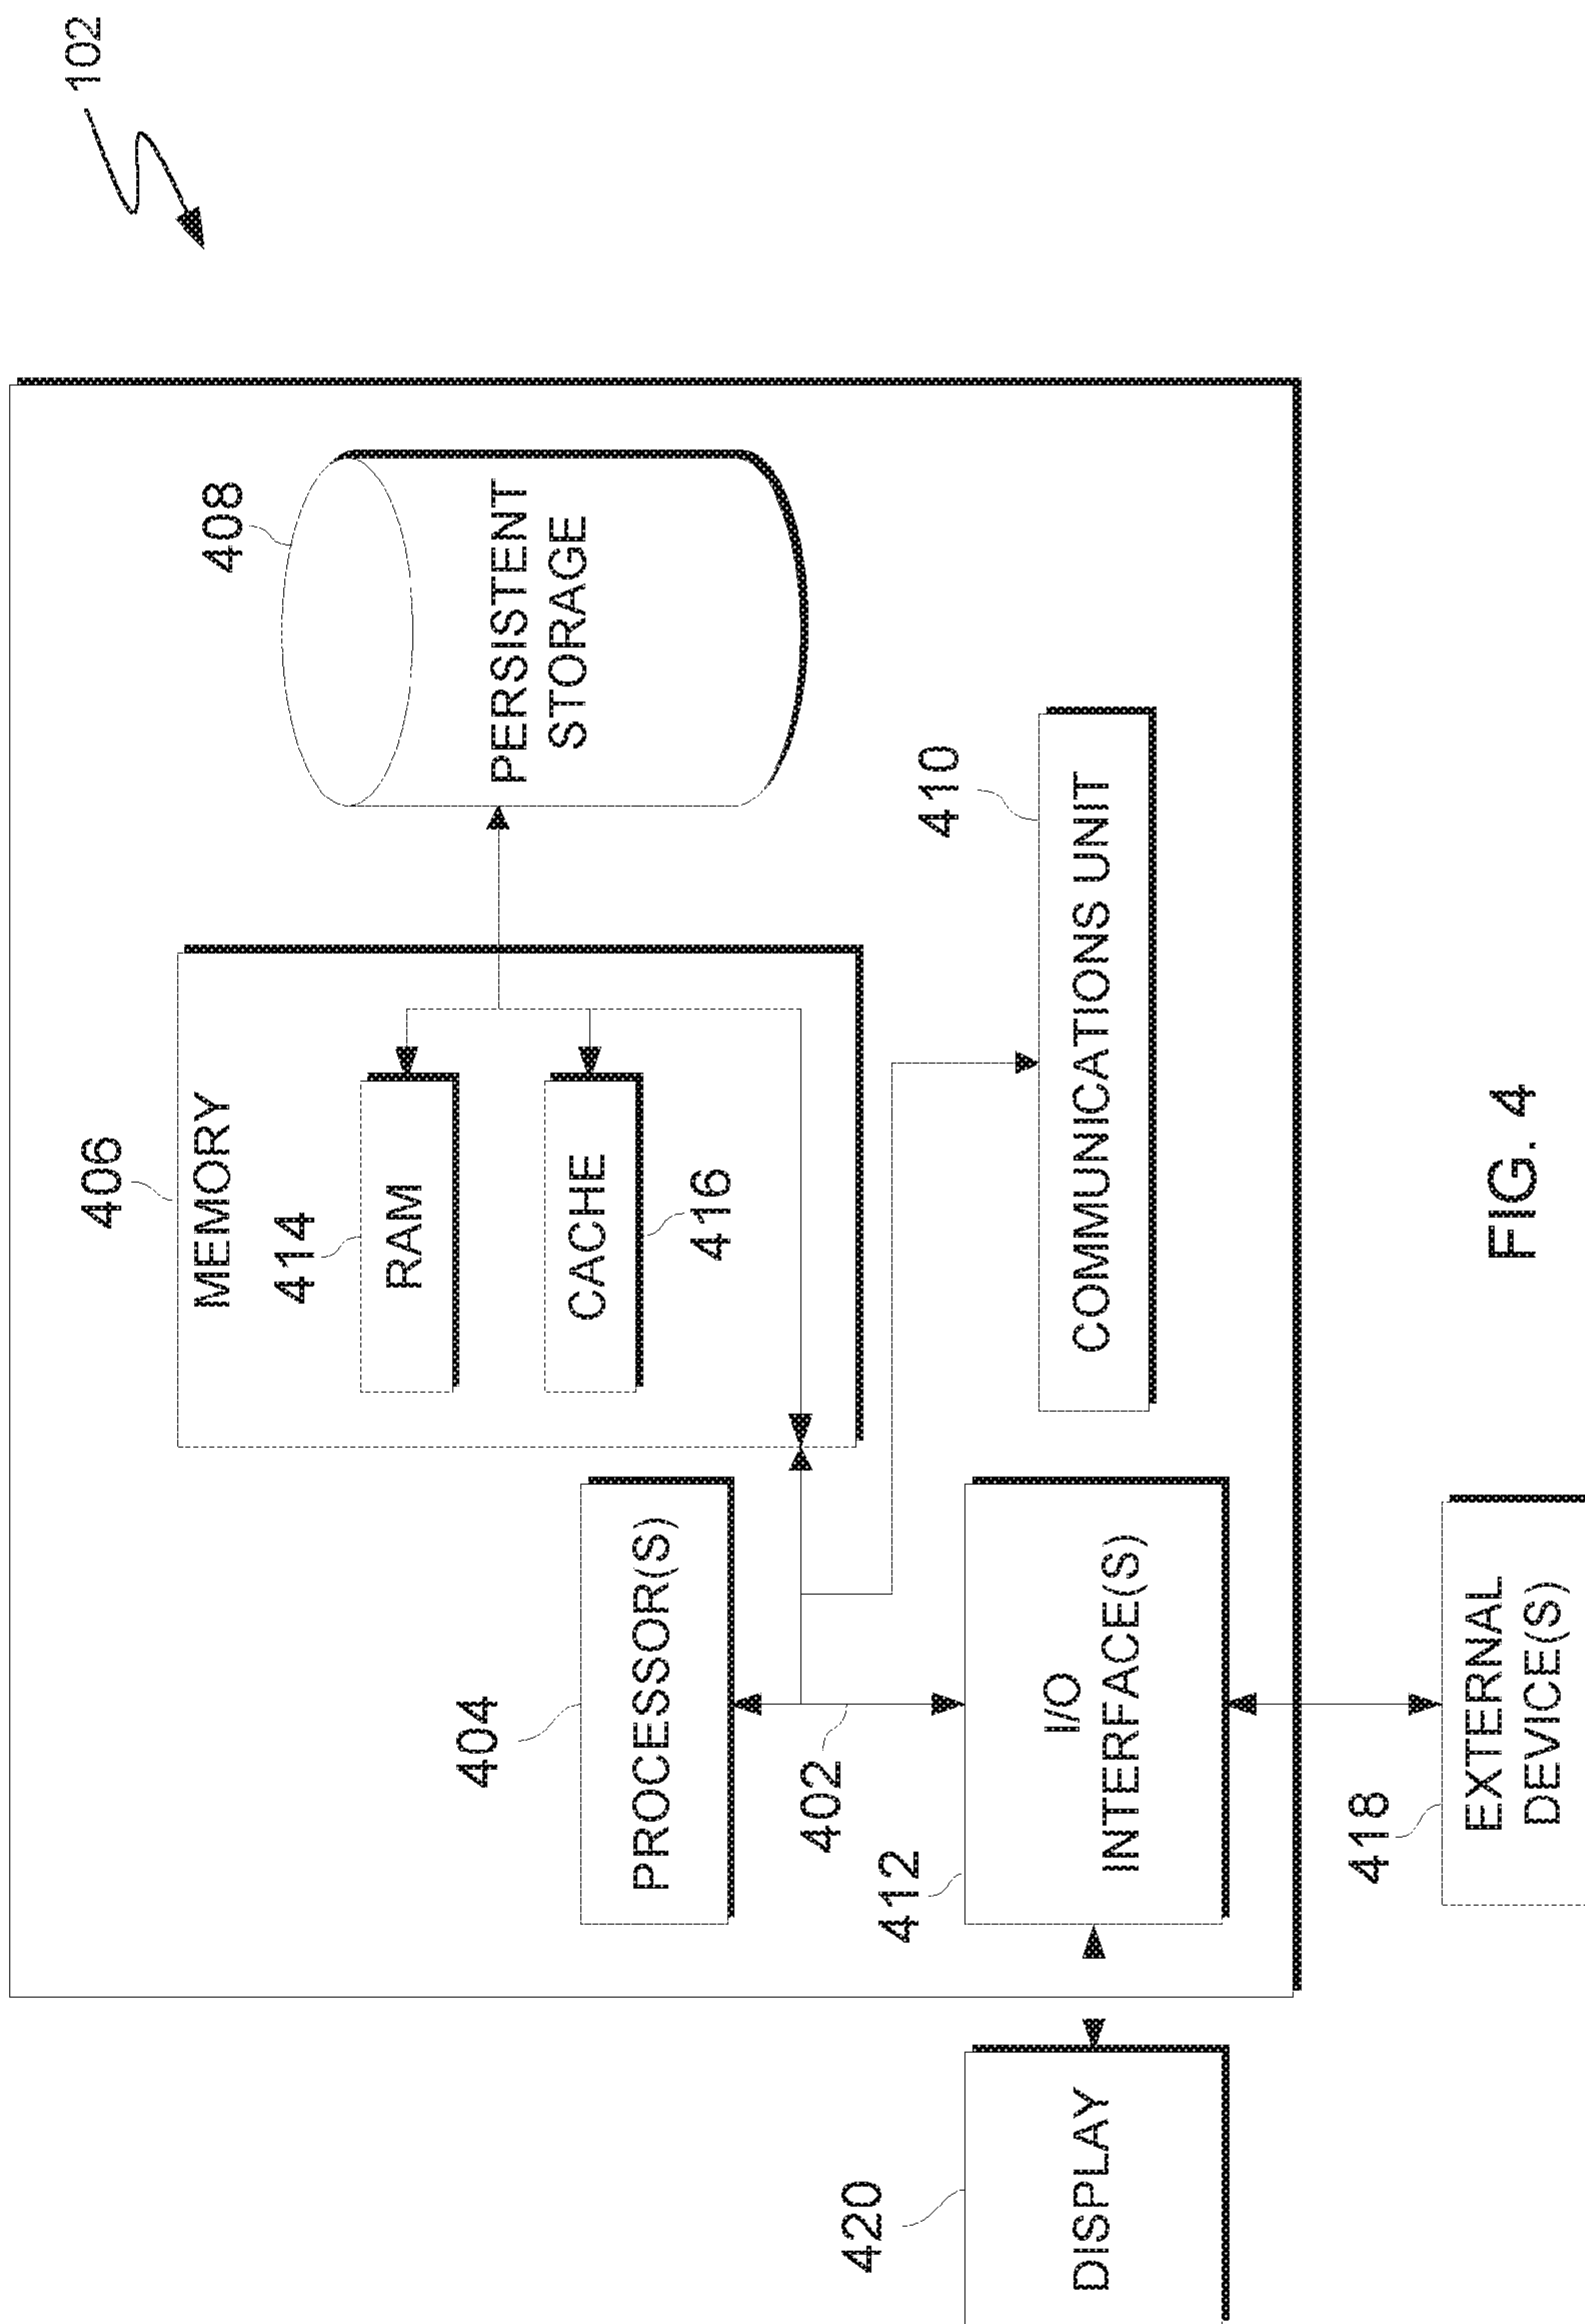 102
406
MEMORY
414
RAM
CACHE
416
408
PERSISTENT
STORAGE
404
PROCESSOR(S)
402
412
I/O
INTERFACE(S)
410
COMMUNICATIONS UNIT
420
DISPLAY
418
EXTERNAL
DEVICE(S)
FIG. 4